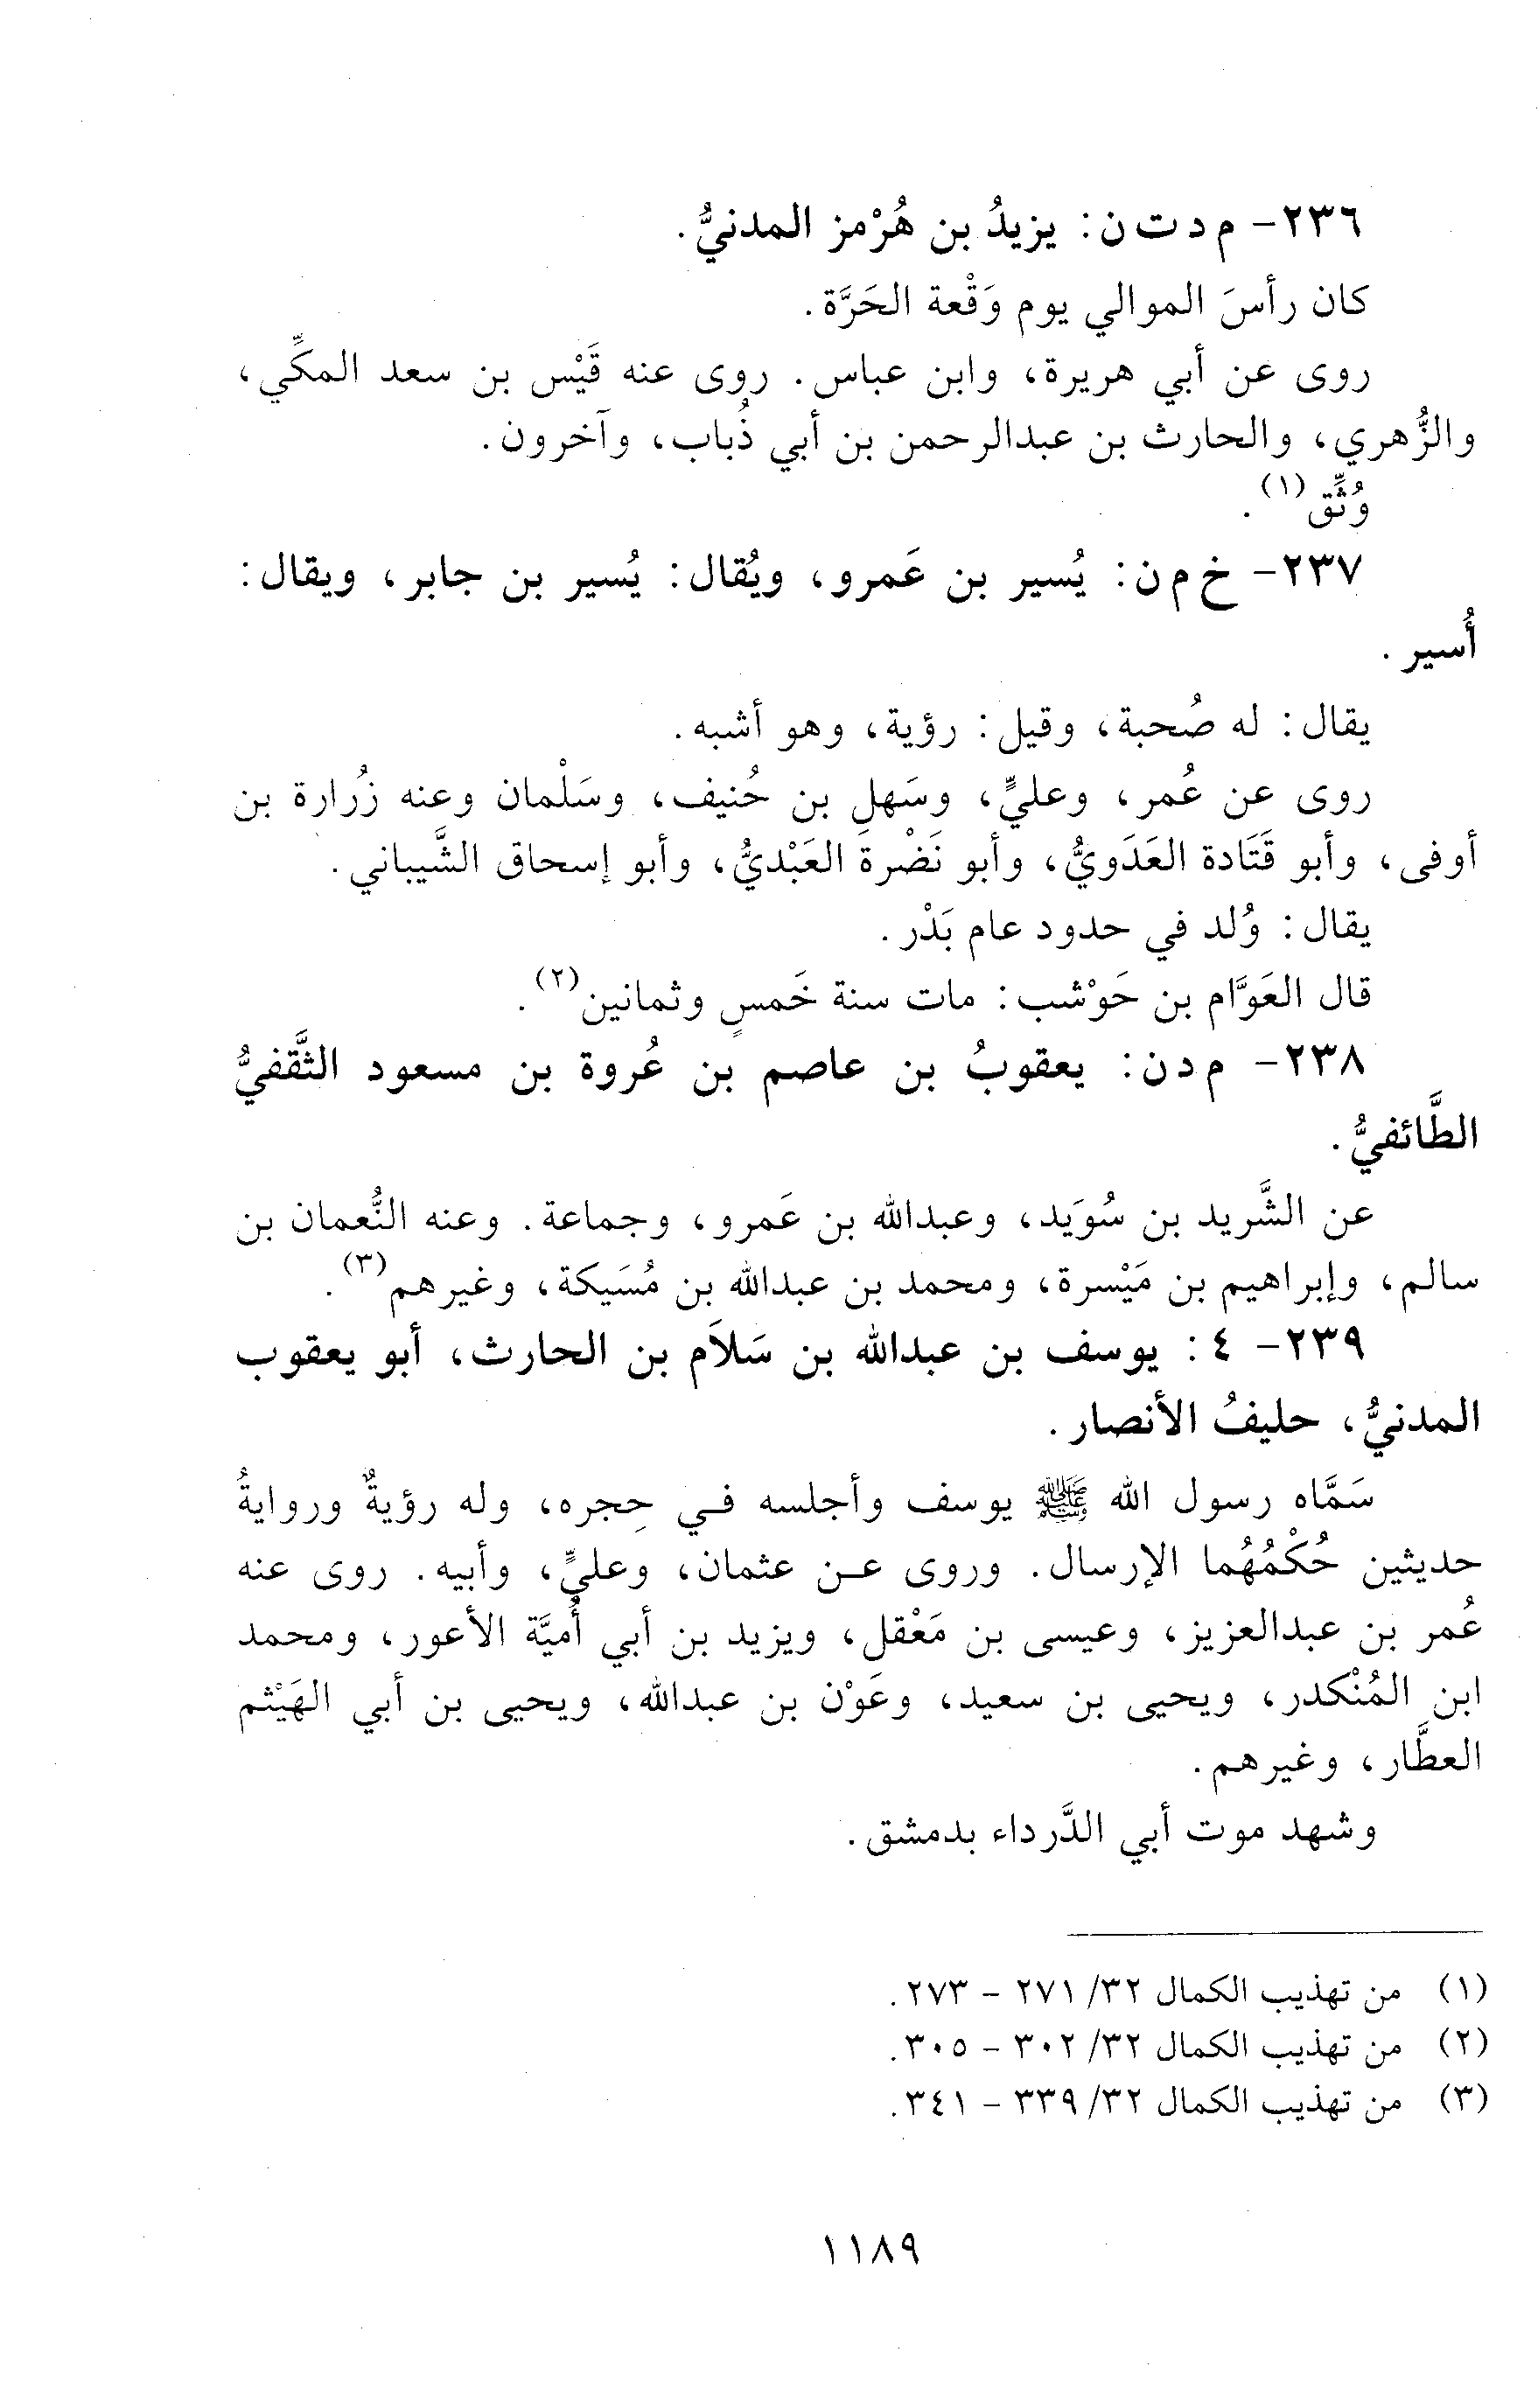 ٢٣٦- م د ت ن: يزيدُ بن هُرْمز المدنيُّ.
كان رأسَ الموالي يوم وَقْعة الحَرَّة.
روى عن أبي هريرة، وابن عباس. روى عنه قَيْس بن سعد المكِّي،
والزُّهري، والحارث بن عبدالرحمن بن أبي ذُباب، وآخرون.
وُثِّق(١).
٢٣٧- خ م ن: يُسير بن عَمرو، ويُقال: يُسير بن جابر، ويقال:
أُسير.
يقال: له صُحبة، وقيل: رؤية، وهو أشبه.
روى عن عُمر، وعليٍّ، وسَهل بن حُنيف، وسَلْمان وعنه زُرارة بن
أوفى، وأبو قَتَادة العَدَويُّ، وأبو نَضْرةَ العَبْديُّ، وأبو إسحاق الشَّيباني.
يقال: وُلد في حدود عام بَدْر.
قال العَوَّام بن حَوْشب: مات سنة خَمسٍ وثمانين(٢).
٢٣٨- م د ن: يعقوبُ بن عاصم بن عُروة بن مسعود الثَّقفيُّ
الطَّائفيُّ.
عن الشَّريد بن سُوَيد، وعبدالله بن عَمرو، وجماعة. وعنه النُّعمان بن
سالم، وإبراهيم بن مَيْسرة، ومحمد بن عبدالله بن مُسَيكة، وغيرهم(٣).
٢٣٩- ٤: يوسف بن عبدالله بن سَلاَم بن الحارث، أبو يعقوب
المدنيُّ، حليفُ الأنصار.
سَمَّاه رسول الله ﷺ يوسف وأجلسه في حِجره، وله رؤيةٌ وروايةُ
حديثين حُكْمُهُما الإرسال. وروى عن عثمان، وعليٍّ، وأبيه. روى عنه
عُمر بن عبدالعزيز، وعيسى بن مَعْقل، ويزيد بن أبي أُميَّة الأعور، ومحمد
ابن المُنْكدر، ويحيى بن سعيد، وعَوْن بن عبدالله، ويحيى بن أبي الهَيْثم
العطَّار، وغيرهم.
وشهد موت أبي الدَّرداء بدمشق.
(١) من تهذيب الكمال ٣٢/ ٢٧١ - ٢٧٣.
(٢) من تهذيب الكمال ٣٢/ ٣٠٢ - ٣٠٥.
(٣) من تهذيب الكمال ٣٢/ ٣٣٩ - ٣٤١.
١١٨٩